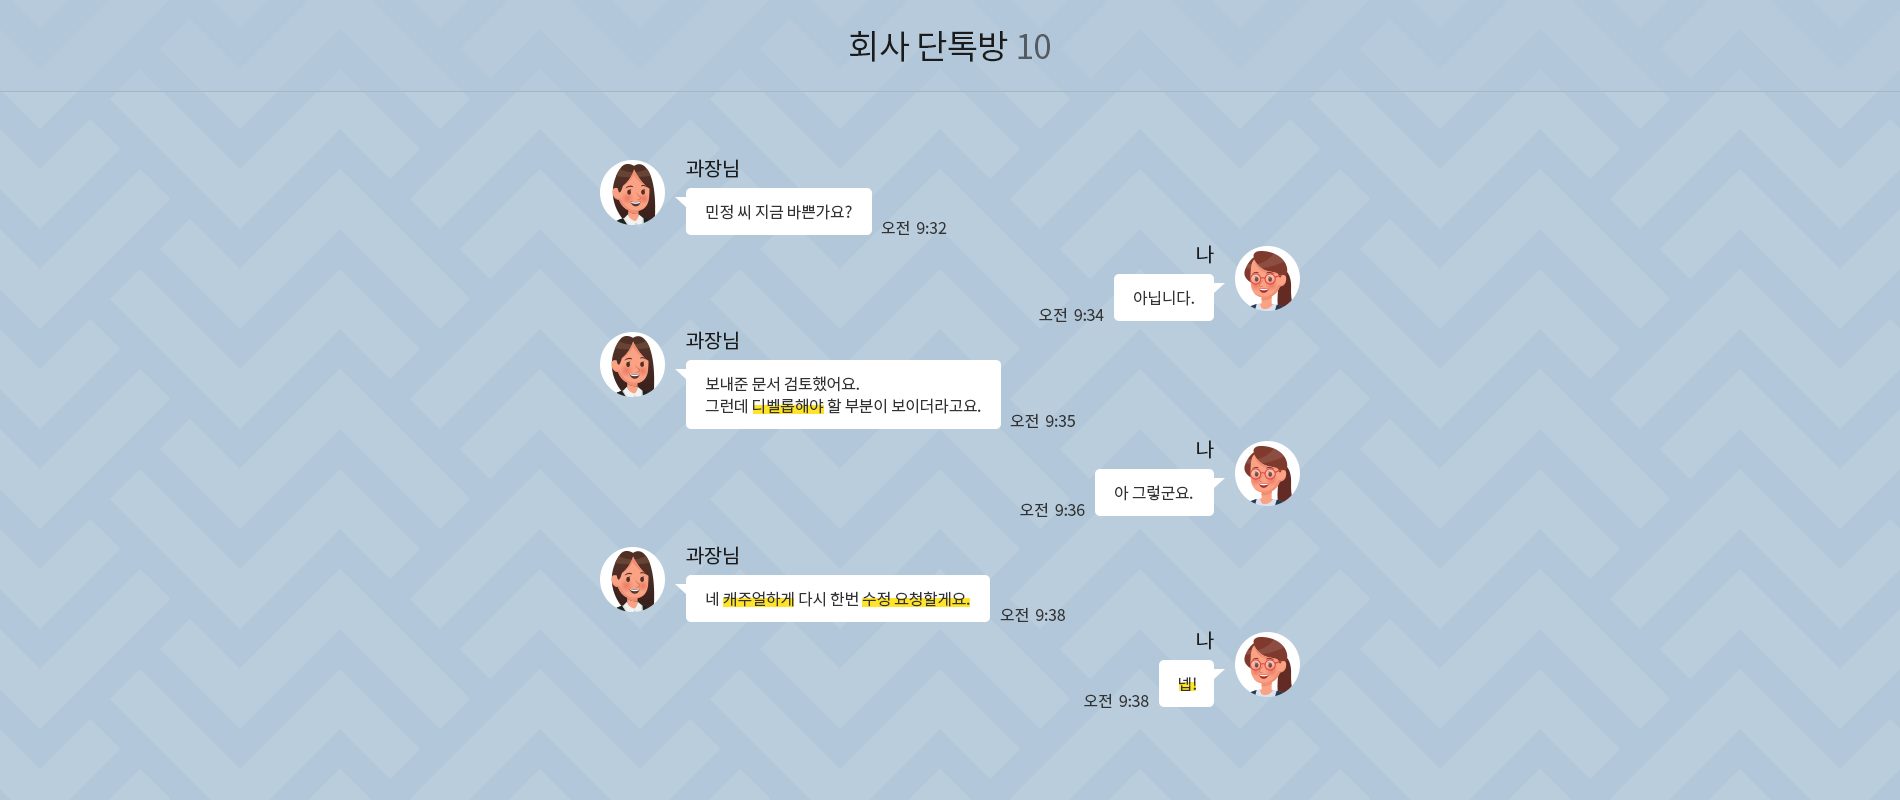 회사 단톡방 10
과장님
민정 씨 지금 바쁜가요?
오전 9:32
나
아닙니다.
오전 9:34
과장님
보내준 문서 검토했어요.
그런데 디벨롭해야 할 부분이 보이더라고요.
오전 9:35
나
아 그렇군요.
오전 9:36
과장님
네 캐주얼하게 다시 한번 수정 요청할게요.
오전 9:38
나
넵!
오전 9:38